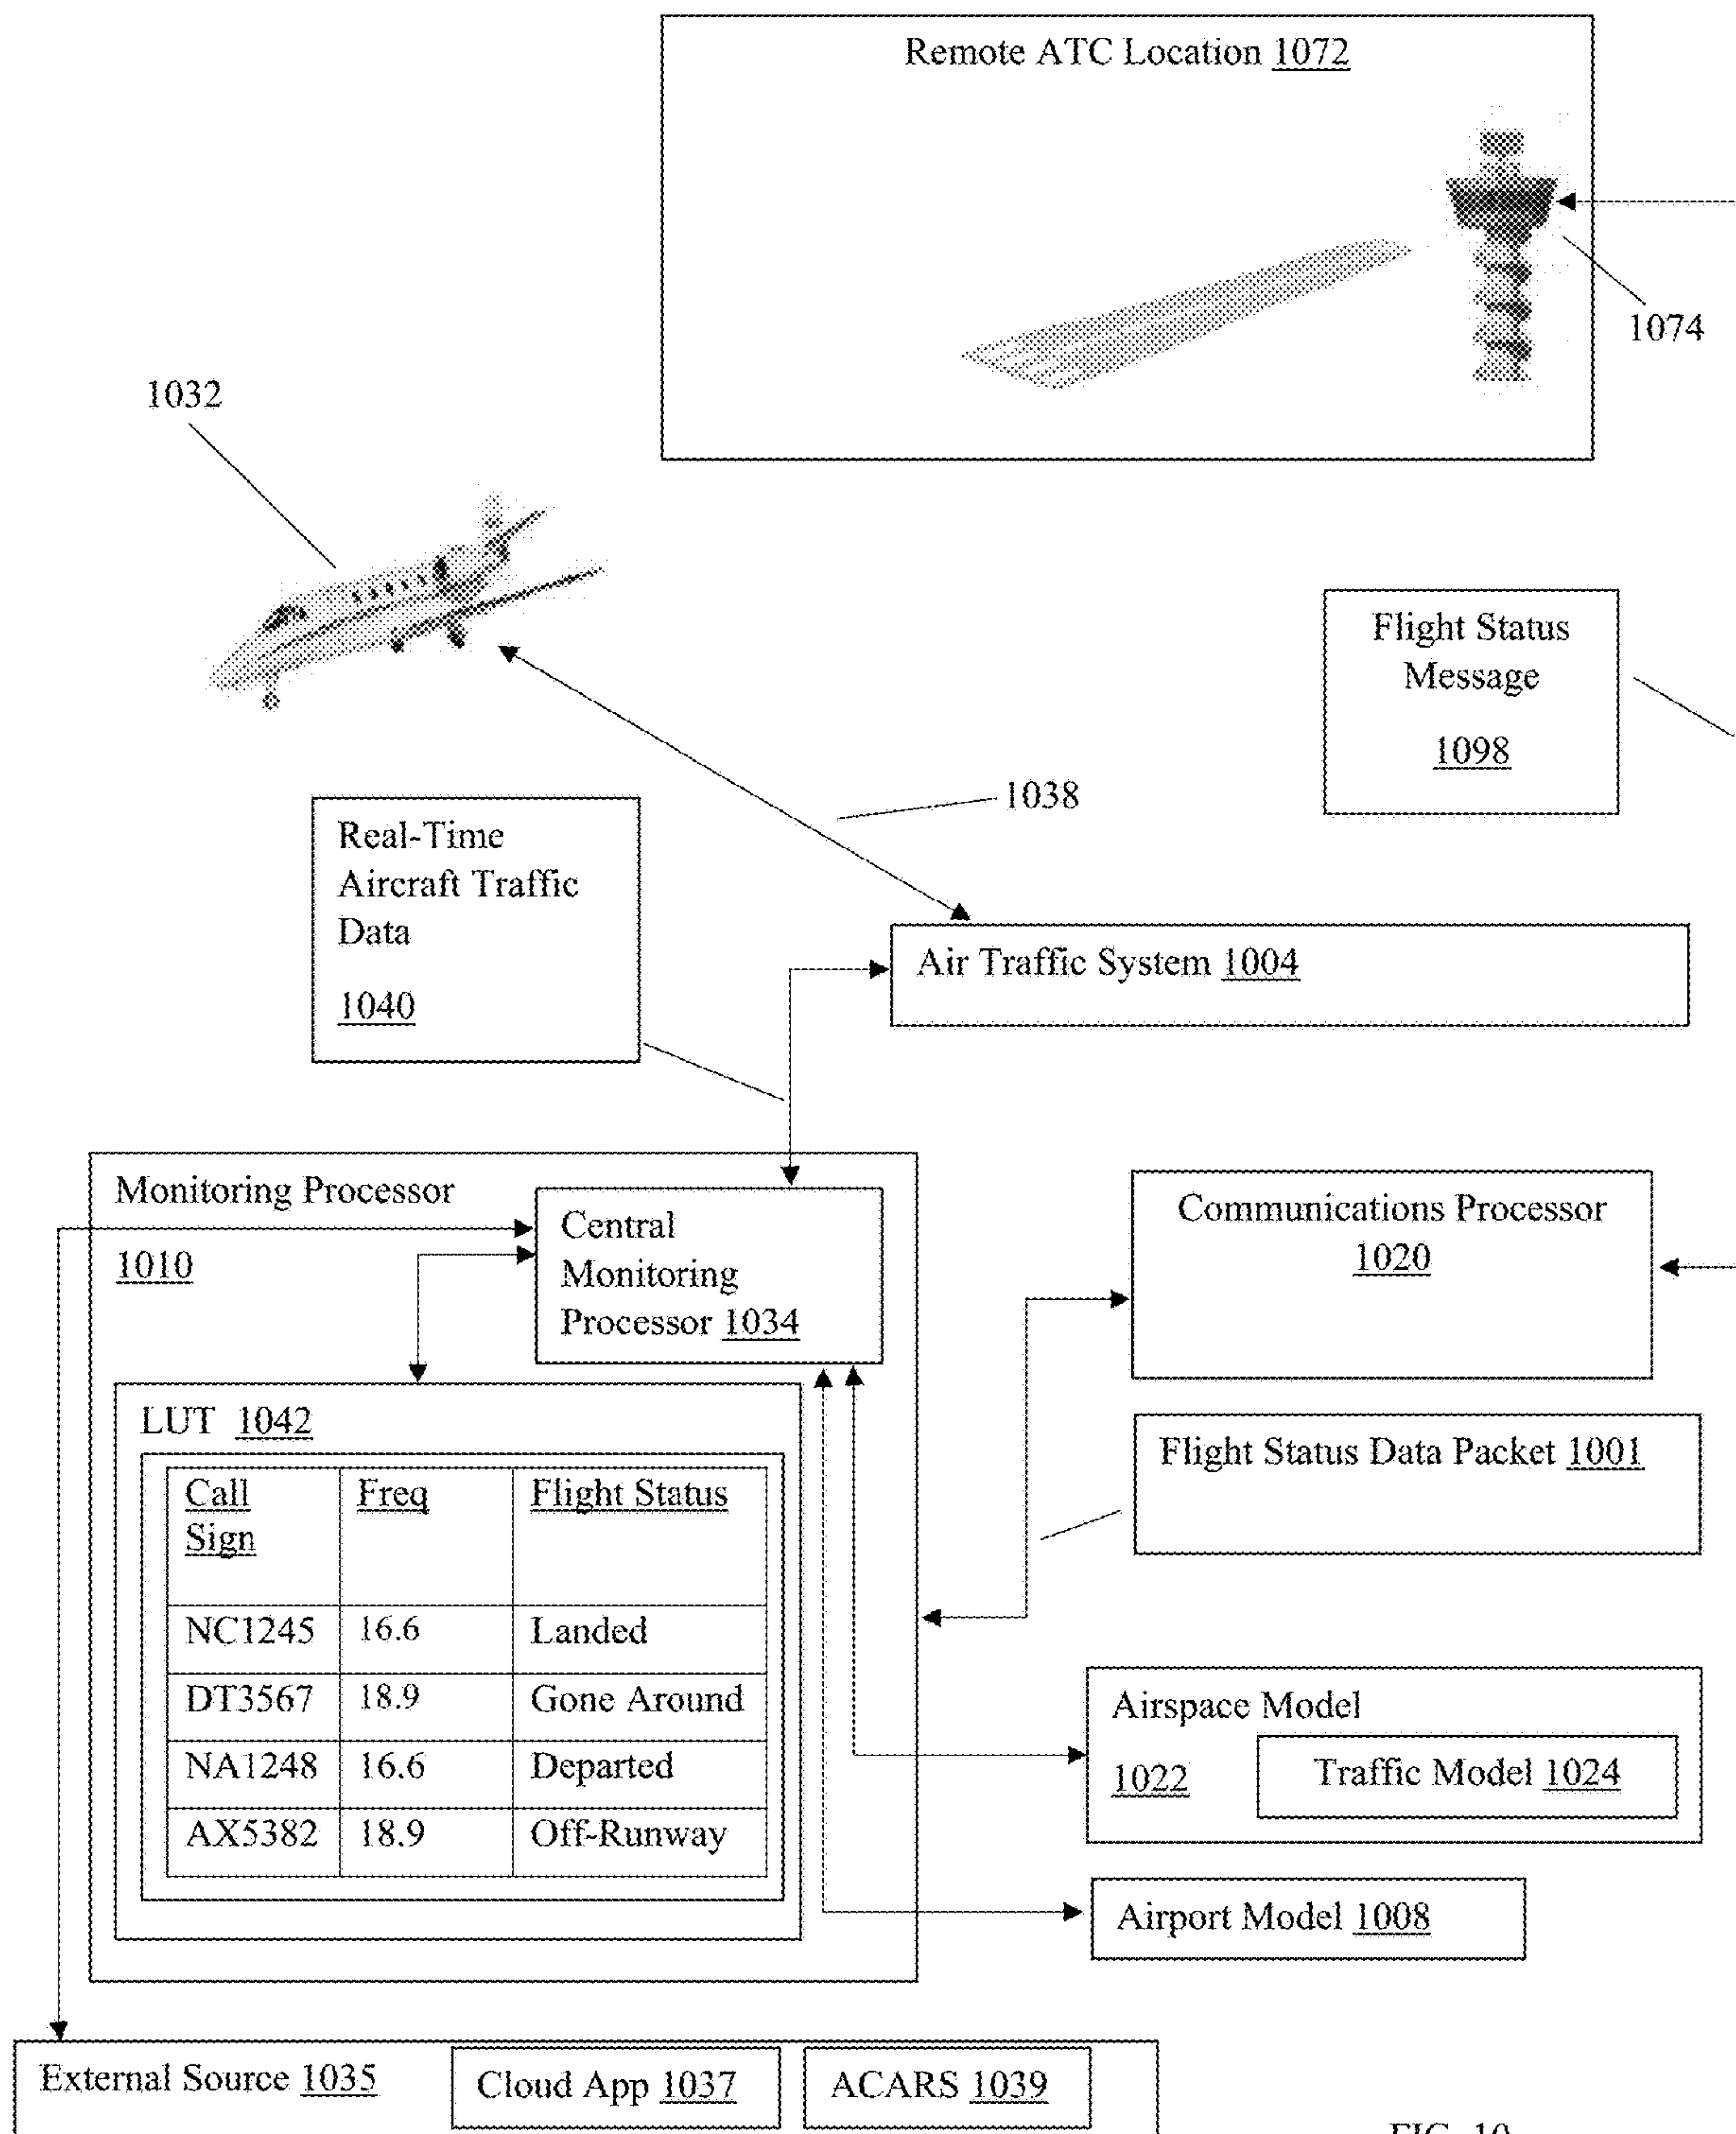 Remote ATC Location 1072
1074
1032
Flight Status
Message
1098
1038
Real-Time
Aircraft Traffic
Data
1040
Air Traffic System 1004
Monitoring Processor
1010
Central
Monitoring
Processor 1034
Communications Processor
1020
LUT 1042
Flight Status Data Packet 1001
Call Sign Freq Flight Status
NC1245 16.6 Landed
DT3567 18.9 Gone Around
NA1248 16.6 Departed
AX5382 18.9 Off-Runway
Airspace Model
1022
Traffic Model 1024
Airport Model 1008
External Source 1035
Cloud App 1037
ACARS 1039
FIG. 10